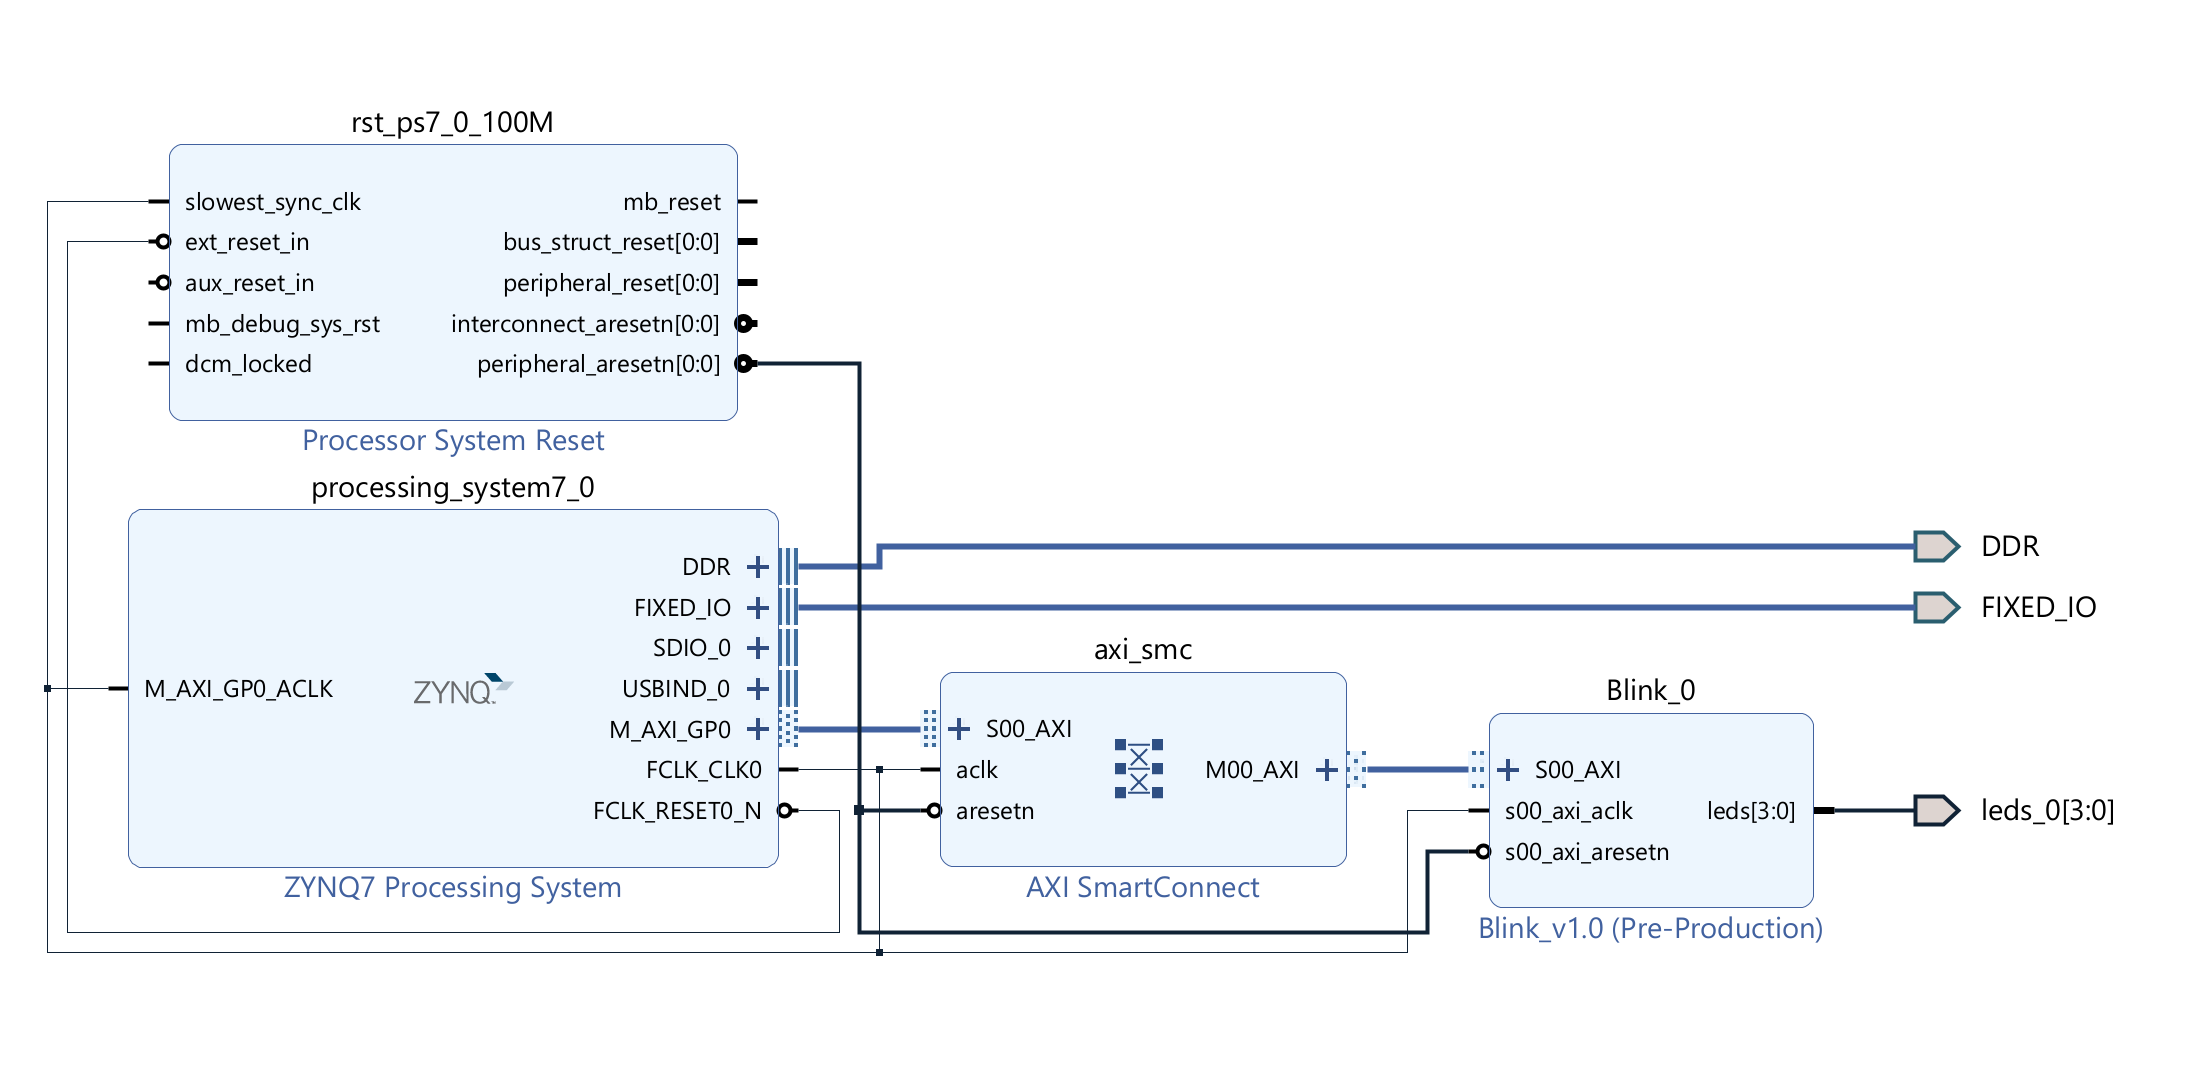 rst_ps7_0_100M
slowest_sync_clk
ext_reset_in
aux_reset_in
mb_debug_sys_rst
dcm_locked
mb_reset
bus_struct_reset[0:0]
peripheral_reset[0:0]
interconnect_aresetn[0:0]
peripheral_aresetn[0:0]
Processor System Reset
processing_system7_0
M_AXI_GP0_ACLK
ZYNQ
DDR
FIXED_IO
SDIO_0
USBIND_0
M_AXI_GP0
FCLK_CLK0
FCLK_RESET0_N
ZYNQ7 Processing System
axi_smc
S00_AXI
aclk
aresetn
M00_AXI
AXI SmartConnect
Blink_0
S00_AXI
s00_axi_aclk
s00_axi_aresetn
leds[3:0]
Blink_v1.0 (Pre-Production)
DDR
FIXED_IO
leds_0[3:0]